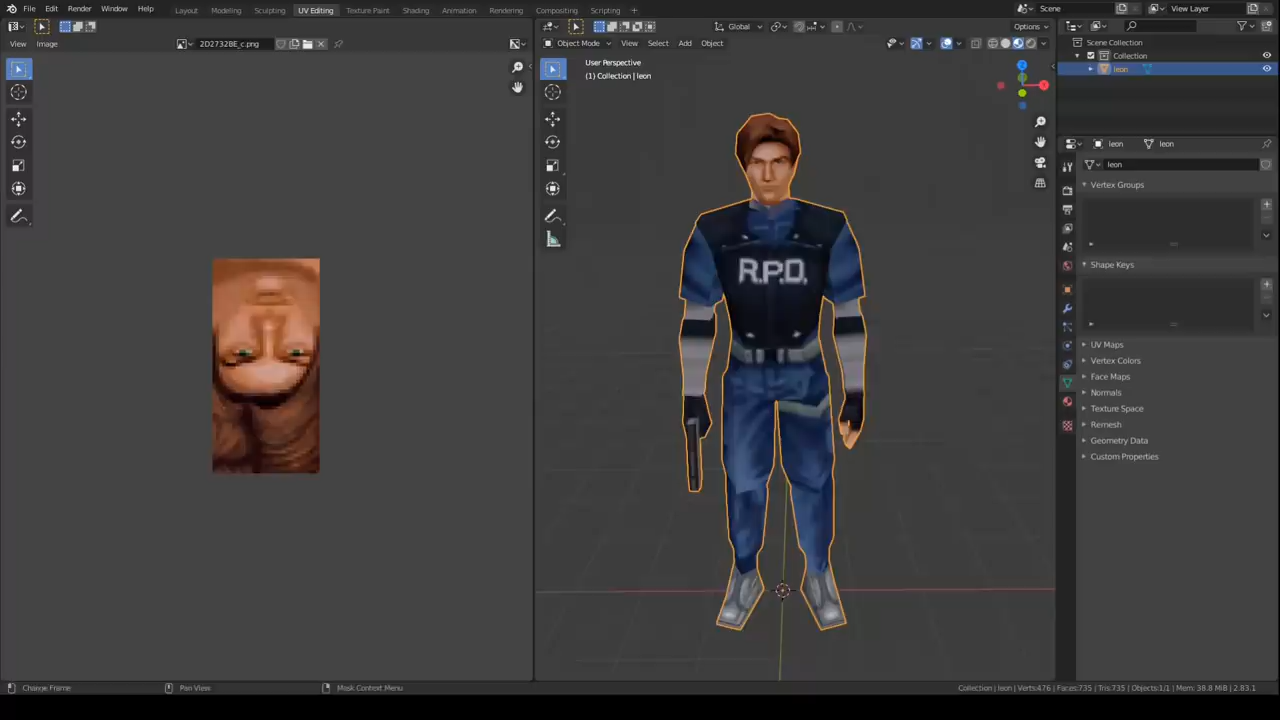 File Edit Render Window Help Layout Modeling Sculpting UV Editing Texture Paint Shading Animation Rendering Compositing Scripting + Scene View Layer
Global Options
View Image 2D2732BE_c.png Object Mode View Select Add Object
Scene Collection
Collection
leon
User Perspective
(1) Collection | leon
leon leon
leon
Vertex Groups
Shape Keys
UV Maps
Vertex Colors
Face Maps
Normals
Texture Space
Remesh
Geometry Data
Custom Properties
R.P.D.
Change Frame Pan View Mask Context Menu Collection | leon | Verts:476 | Faces:735 | Tris:735 | Objects:1/1 | Mem: 38.8 MiB | 2.83.1